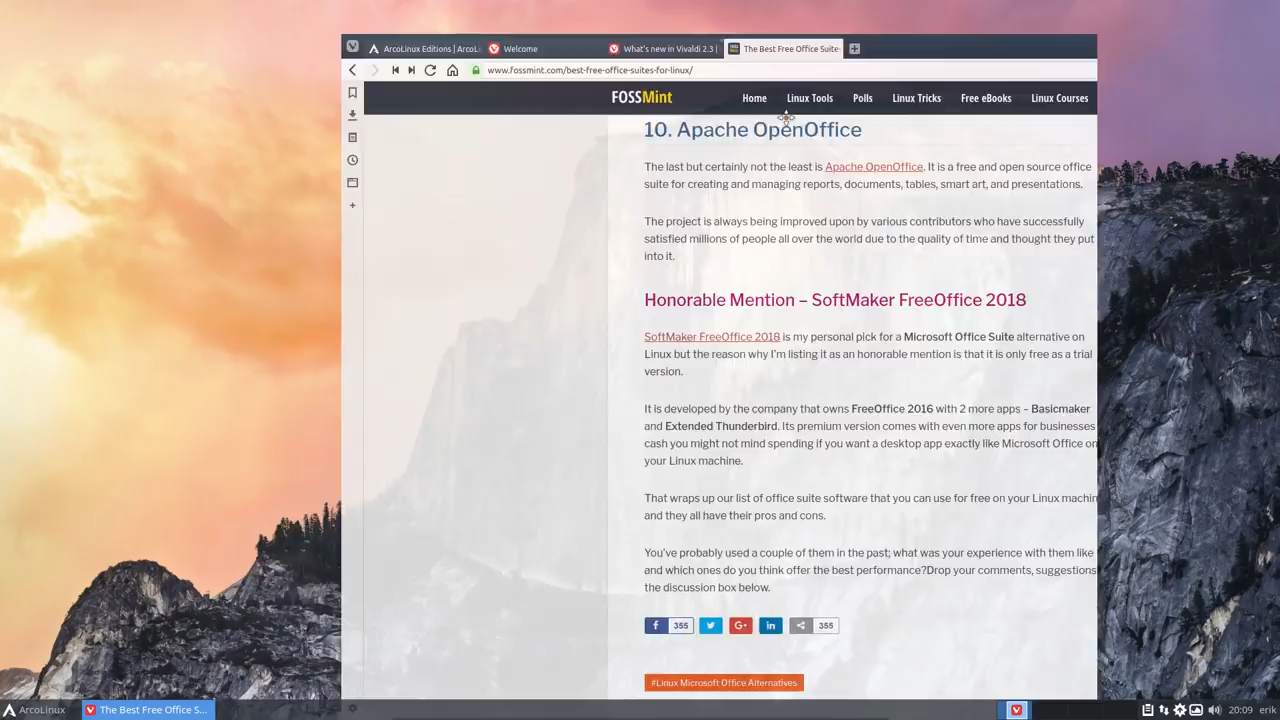 ArcoLinux Editions | ArcoL
Welcome
What's new in Vivaldi 2.3 |
The Best Free Office Suite
www.fossmint.com/best-free-office-suites-for-linux/
FOSSMint
Home
Linux Tools
Polls
Linux Tricks
Free eBooks
Linux Courses
10. Apache OpenOffice
The last but certainly not the least is Apache OpenOffice. It is a free and open source office
suite for creating and managing reports, documents, tables, smart art, and presentations.
The project is always being improved upon by various contributors who have successfully
satisfied millions of people all over the world due to the quality of time and thought they put
into it.
Honorable Mention – SoftMaker FreeOffice 2018
SoftMaker FreeOffice 2018 is my personal pick for a Microsoft Office Suite alternative on
Linux but the reason why I'm listing it as an honorable mention is that it is only free as a trial
version.
It is developed by the company that owns FreeOffice 2016 with 2 more apps – Basicmaker
and Extended Thunderbird. Its premium version comes with even more apps for businesses
cash you might not mind spending if you want a desktop app exactly like Microsoft Office on
your Linux machine.
That wraps up our list of office suite software that you can use for free on your Linux machin
and they all have their pros and cons.
You've probably used a couple of them in the past; what was your experience with them like
and which ones do you think offer the best performance?Drop your comments, suggestions
the discussion box below.
355
G+
in
355
#Linux Microsoft Office Alternatives
ArcoLinux
The Best Free Office S...
20:09
erik